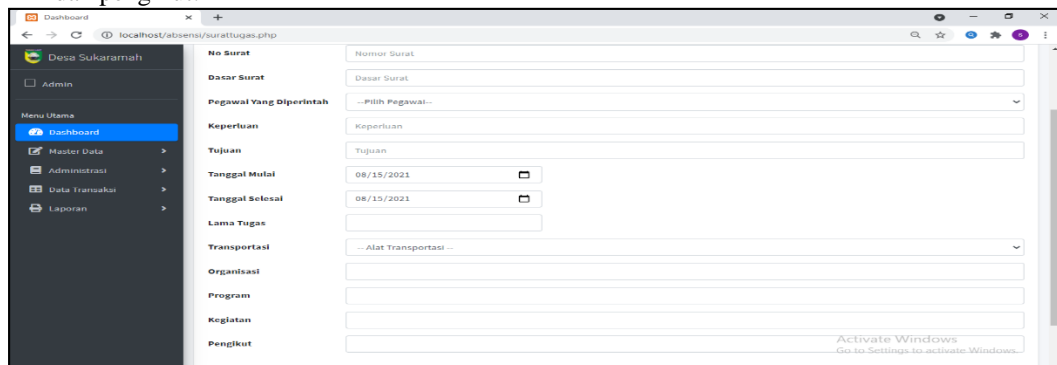 Dashboard
localhost/absensi/surattugas.php
Desa Sukaramah
Admin
Menu Utama
Dashboard
Master Data
Administrasi
Data Transaksi
Laporan
No Surat Nomor Surat
Dasar Surat Dasar Surat
Pegawai Yang Diperintah --Pilih Pegawai--
Keperluan Keperluan
Tujuan Tujuan
Tanggal Mulai 08/15/2021
Tanggal Selesai 08/15/2021
Lama Tugas
Transportasi -- Alat Transportasi --
Organisasi
Program
Kegiatan
Pengikut
Activate Windows
Go to Settings to activate Windows.